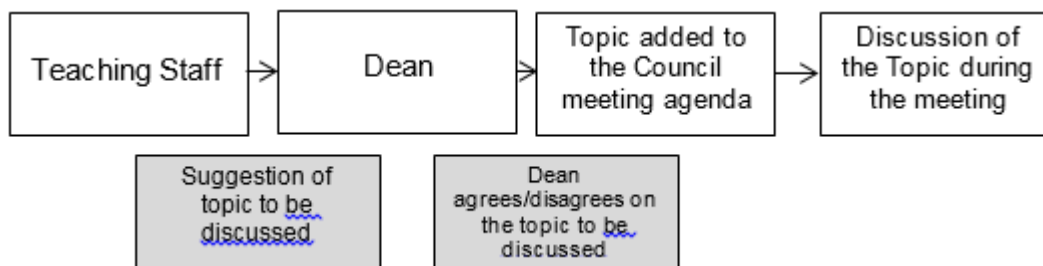 Teaching Staff
Dean
Topic added to
the Council
meeting agenda
Discussion of
the Topic during
the meeting
Suggestion of
topic to be
discussed
Dean
agrees/disagrees on
the topic to be
discussed